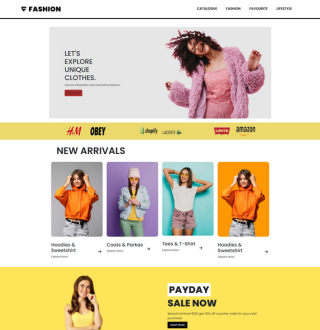 FASHION
CATALOGUE FASHION FAVOURITE LIFESTYLE
LET'S
EXPLORE
UNIQUE
CLOTHES.
H&M OBEY shopify LACOSTE Levi's amazon
NEW ARRIVALS
Hoodies &
Sweetshirt
Explore Now!
Coats & Parkas
Explore Now!
Tees & T-Shirt
Explore Now!
Hoodies &
Sweetshirt
Explore Now!
PAYDAY
SALE NOW
Spend minimal $100 get 30% off voucher code for your next
purchase
SHOP NOW